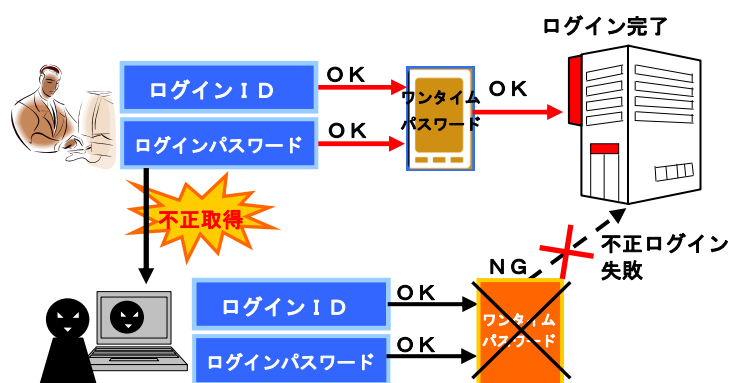 ログイン完了
ログインＩＤ
ＯＫ
ワンタイム
パスワード
ＯＫ
ログインパスワード
ＯＫ
不正取得
不正ログイン
失敗
ＮＧ
ログインＩＤ
ＯＫ
ワンタイム
パスワード
ログインパスワード
ＯＫ